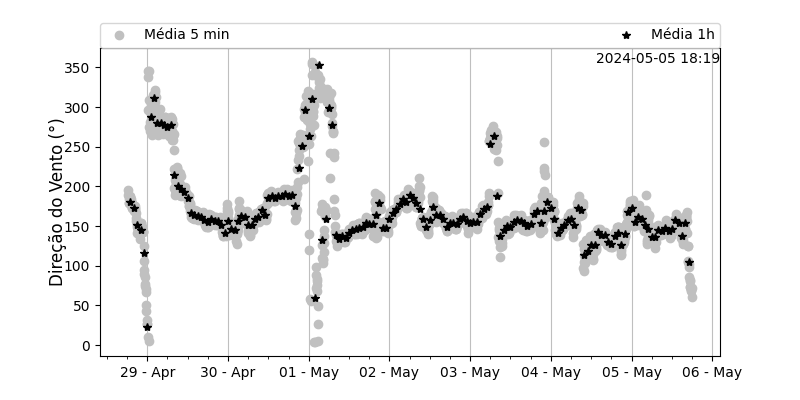 Média 5 min
Média 1h
2024-05-05 18:19
Direção do Vento (°)
350
300
250
200
150
100
50
0
29 - Apr
30 - Apr
01 - May
02 - May
03 - May
04 - May
05 - May
06 - May